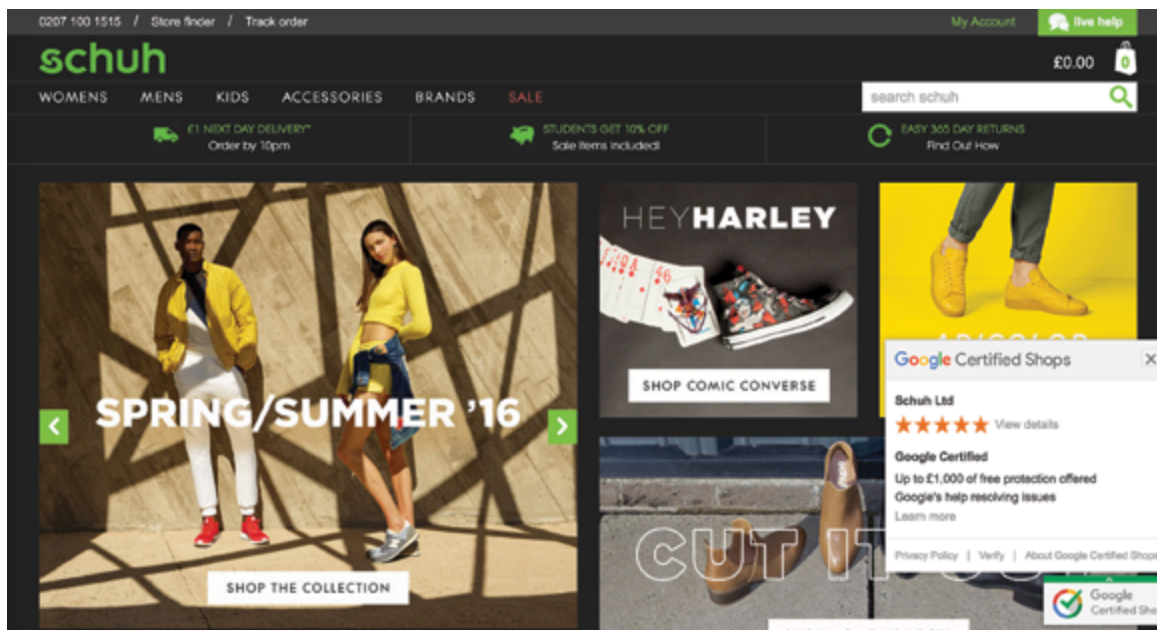 0207 100 1515 / Store finder / Track order
My Account
live help
schuh
£0.00
0
WOMENS MENS KIDS ACCESSORIES BRANDS SALE
search schuh
£1 NEXT DAY DELIVERY*
Order by 10pm
STUDENTS GET 10% OFF
Sale items included!
EASY 365 DAY RETURNS
Find Out How
SPRING/SUMMER '16
SHOP THE COLLECTION
HEYHARLEY
SHOP COMIC CONVERSE
CUT IT
Google Certified Shops
Schuh Ltd
View details
Google Certified
Up to £1,000 of free protection offered
Google's help resolving issues
Learn more
Privacy Policy | Verify | About Google Certified Shops
Google
Certified Sho